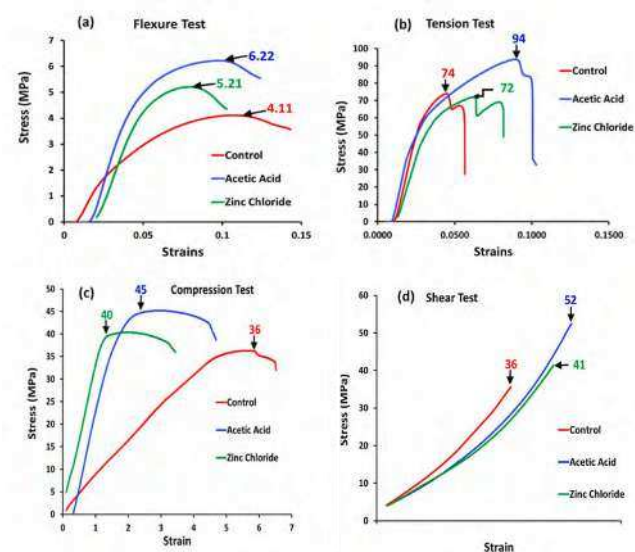 (a) Flexure Test
7
6
5
4
3
2
1
0
Stress (MPa)
6.22
5.21
4.11
Control
Acetic Acid
Zinc Chloride
0 0.05 0.1 0.15
Strains
(b) Tension Test
100
90
80
70
60
50
40
30
20
10
0
Stress (MPa)
94
74
72
Control
Acetic Acid
Zinc Chloride
0.0000 0.0500 0.1000 0.1500
Strains
(c) Compression Test
50
45
40
35
30
25
20
15
10
5
0
Stress (MPa)
45
40
36
Control
Acetic Acid
Zinc Chloride
0 1 2 3 4 5 6 7
Strain
(d) Shear Test
60
50
40
30
20
10
0
Stress (MPa)
52
36
41
Control
Acetic Acid
Zinc Chloride
Strain